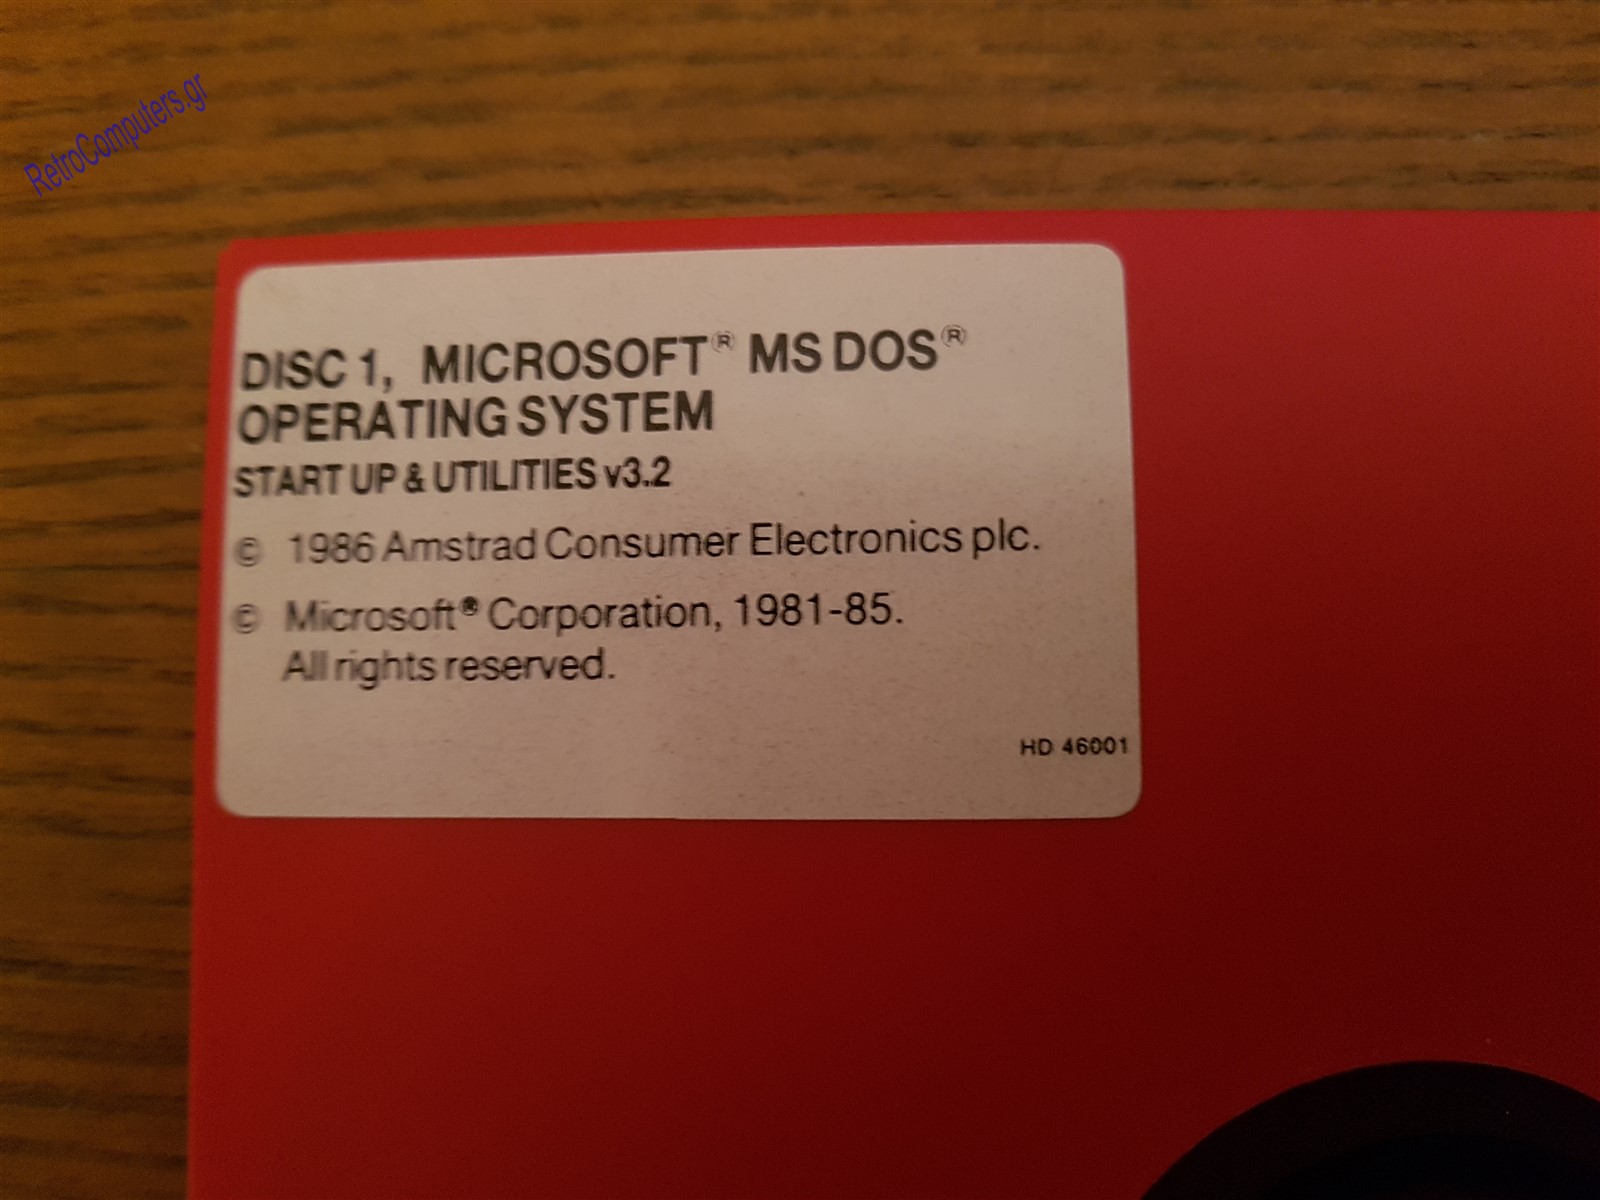 RetroComputers.gr
DISC 1, MICROSOFT® MS DOS®
OPERATING SYSTEM
START UP & UTILITIES v3.2
© 1986 Amstrad Consumer Electronics plc.
© Microsoft® Corporation, 1981-85.
All rights reserved.
HD 46001